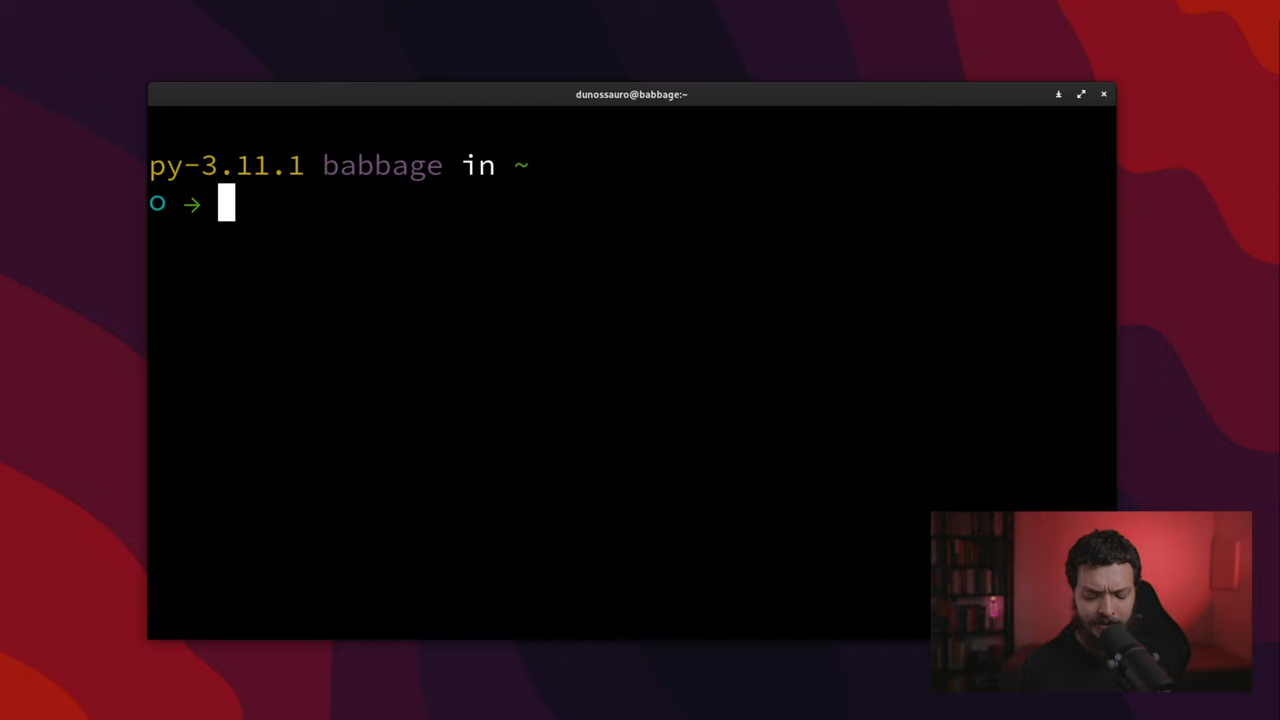 dunossauro@babbage:~
py-3.11.1 babbage in ~
○ →